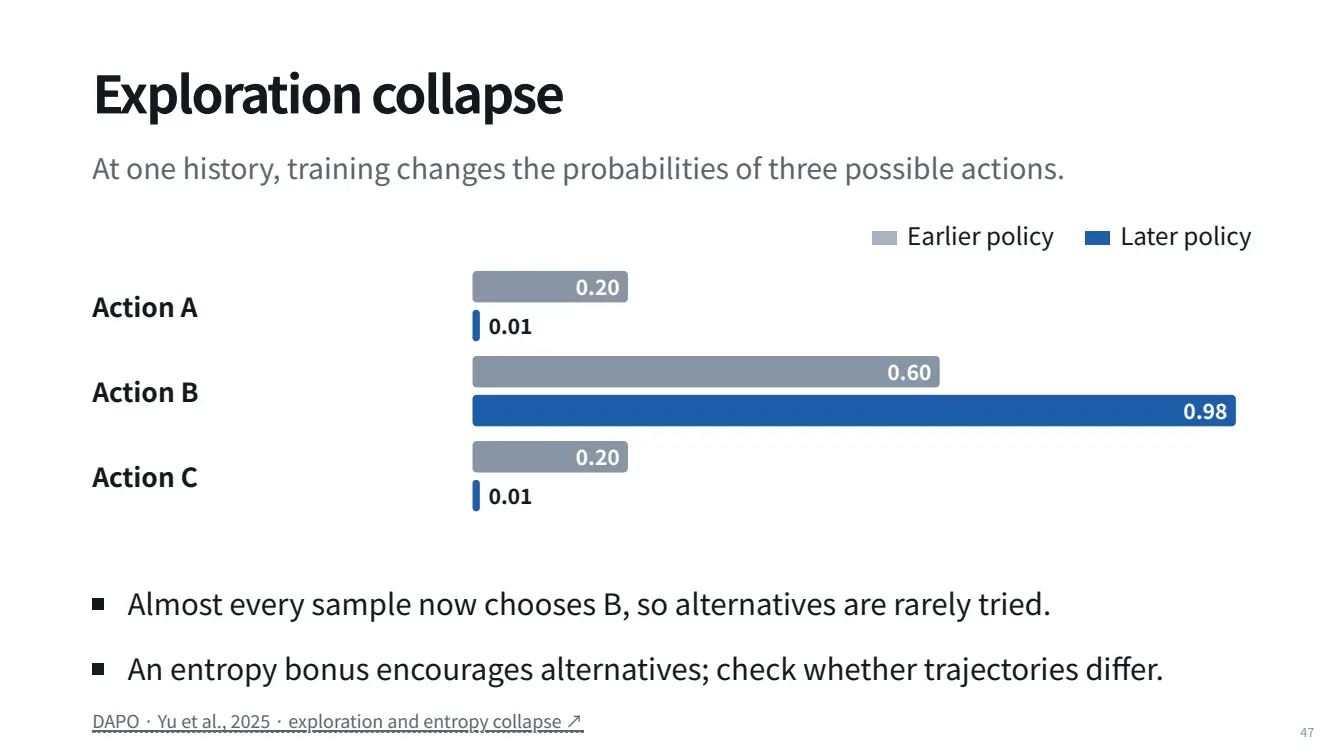 Exploration collapse
At one history, training changes the probabilities of three possible actions.
Earlier policy Later policy
Action A
0.20
0.01
Action B
0.60
0.98
Action C
0.20
0.01
Almost every sample now chooses B, so alternatives are rarely tried.
An entropy bonus encourages alternatives; check whether trajectories differ.
DAPO · Yu et al., 2025 · exploration and entropy collapse ↗
47